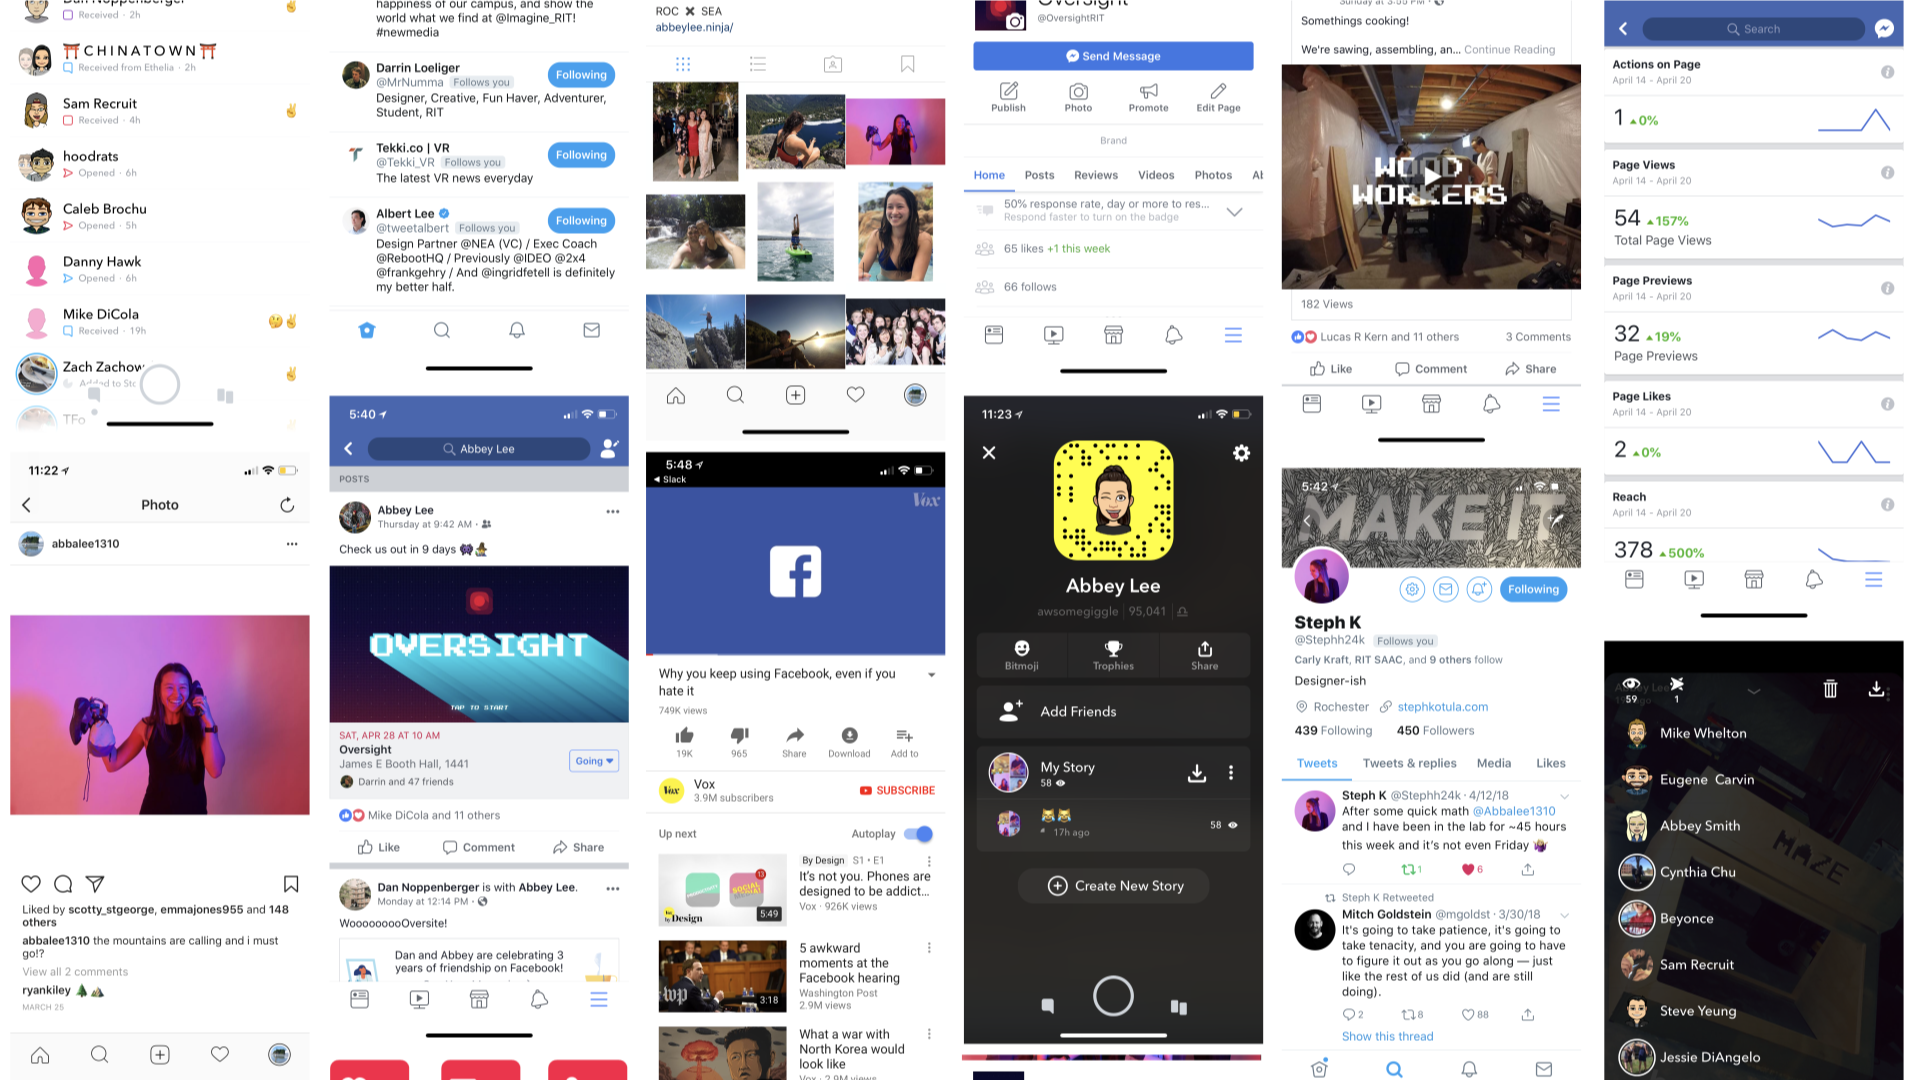 Dan Noppenberger
Received · 2h
CHINATOWN
Received from Ethelia · 2h
Sam Recruit
Received · 4h
hoodrats
Opened · 6h
Caleb Brochu
Opened · 5h
Danny Hawk
Opened · 6h
Mike DiCola
Received · 19h
Zach Zachow
Added to Sto
TFo
11:22
Photo
abbalee1310
Liked by scotty_stgeorge, emmajones955 and 148
others
abbalee1310 the mountains are calling and i must
go!?
View all 2 comments
ryankiley
MARCH 25
happiness of our campus, and show the
world what we find at @Imagine_RIT!
#newmedia
Darrin Loeliger
@MrNumma Follows you
Following
Designer, Creative, Fun Haver, Adventurer,
Student, RIT
Tekki.co | VR
@Tekki_VR Follows you
Following
The latest VR news everyday
Albert Lee
@tweetalbert Follows you
Following
Design Partner @NEA (VC) / Exec Coach
@RebootHQ / Previously @IDEO @2x4
@frankgehry / And @ingridfetell is definitely
my better half.
5:40
Abbey Lee
POSTS
Abbey Lee
Thursday at 9:42 AM ·
Check us out in 9 days
OVERSIGHT
TAP TO START
SAT, APR 28 AT 10 AM
Oversight
James E Booth Hall, 1441
Going
Darrin and 47 friends
Mike DiCola and 11 others
Like Comment Share
Dan Noppenberger is with Abbey Lee.
Monday at 12:14 PM ·
WoooooooOversite!
Dan and Abbey are celebrating 3
years of friendship on Facebook!
ROC ✖ SEA
abbeylee.ninja/
5:48
Slack
Vox
Why you keep using Facebook, even if you
hate it
749K views
19K 965 Share Download Add to
Vox
Vox
3.9M subscribers
SUBSCRIBE
Up next Autoplay
By Design S1 • E1
It's not you. Phones are
designed to be addict...
Vox · 926K views
by Design
5:49
5 awkward
moments at the
Facebook hearing
Washington Post
2.9M views
wp
3:18
What a war with
North Korea would
look like
Vox · 2.9M views
Oversight
@OversightRIT
Send Message
Publish Photo Promote Edit Page
Brand
Home Posts Reviews Videos Photos Ab
50% response rate, day or more to res...
Respond faster to turn on the badge
65 likes +1 this week
66 follows
11:23
Abbey Lee
awsomegiggle | 95,041 |
Bitmoji Trophies Share
Add Friends
My Story
58
17h ago
58
Create New Story
Sunday at 3:05 PM ·
Somethings cooking!
We're sawing, assembling, an... Continue Reading
WOOD
WORKERS
182 Views
Lucas R Kern and 11 others 3 Comments
Like Comment Share
5:42
MAKE IT
Following
Steph K
@Stephh24k Follows you
Carly Kraft, RIT SAAC, and 9 others follow
Designer-ish
Rochester stephkotula.com
439 Following 450 Followers
Tweets Tweets & replies Media Likes
Steph K @Stephh24k · 4/12/18
After some quick math @Abbalee1310
and I have been in the lab for ~45 hours
this week and it's not even Friday
1 6
Steph K Retweeted
Mitch Goldstein @mgoldst · 3/30/18
It's going to take patience, it's going to
take tenacity, and you are going to have
to figure it out as you go along — just
like the rest of us did (and are still
doing).
2 8 88
Show this thread
Search
Actions on Page
April 14 - April 20
1 0%
Page Views
April 14 - April 20
54 157%
Total Page Views
Page Previews
April 14 - April 20
32 19%
Page Previews
Page Likes
April 14 - April 20
2 0%
Reach
April 14 - April 20
378 500%
59 1
Mike Whelton
Eugene Carvin
Abbey Smith
Cynthia Chu
Beyonce
Sam Recruit
Steve Yeung
Jessie DiAngelo
MAZE